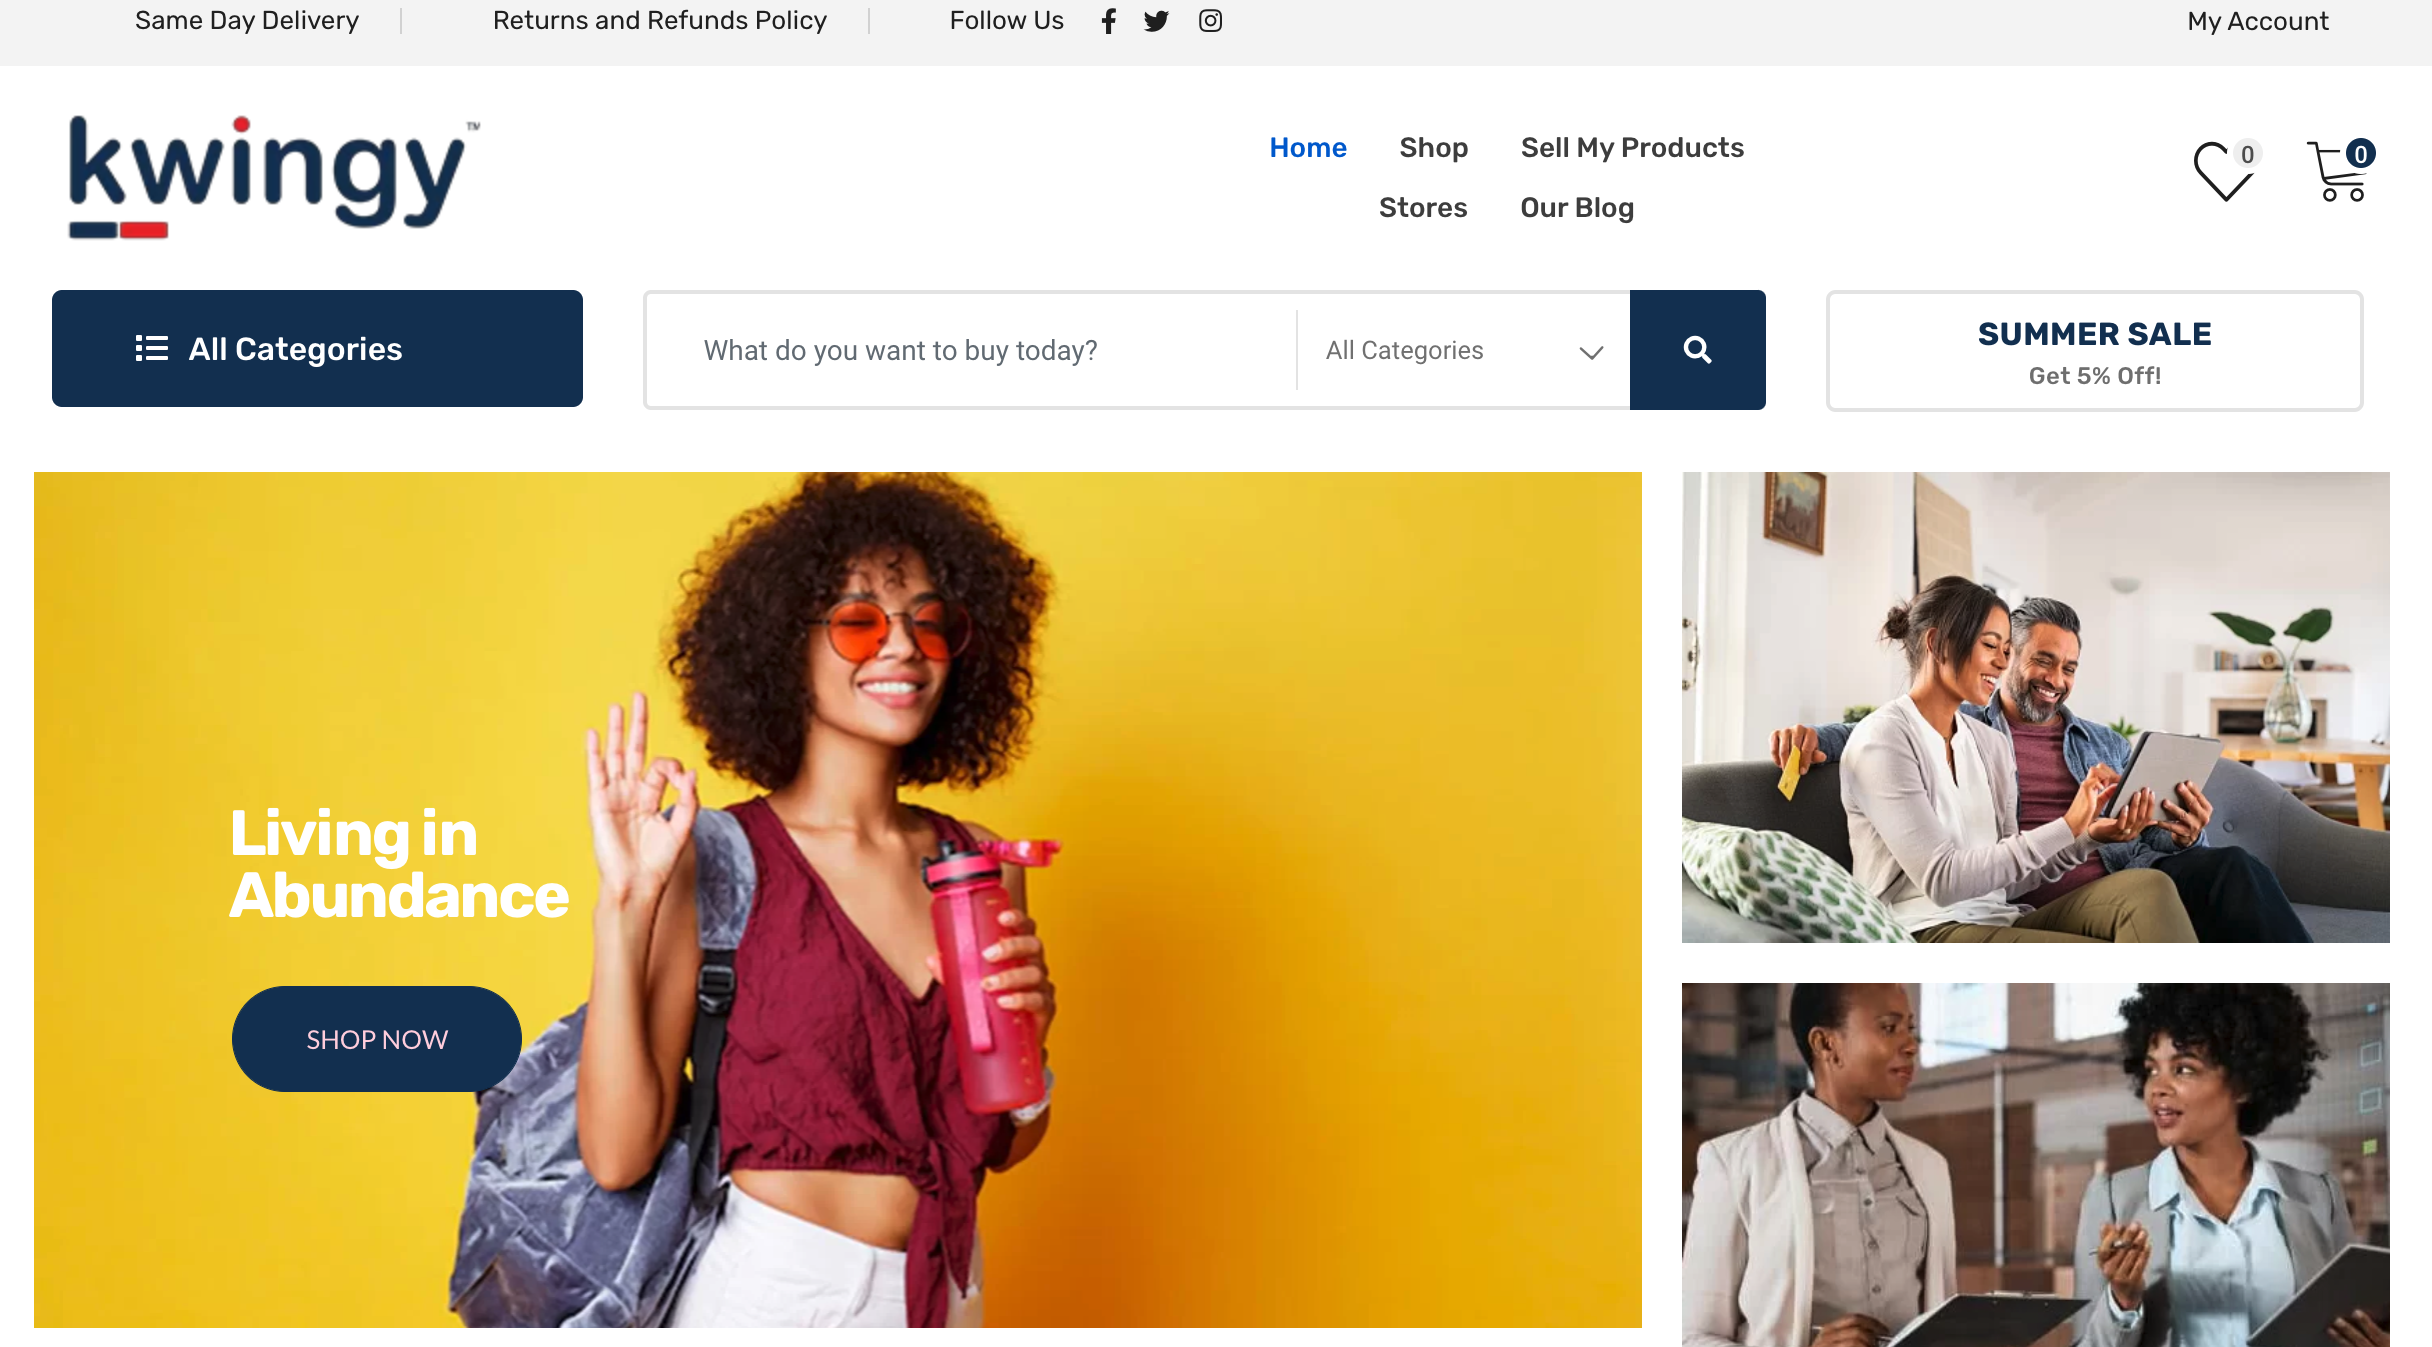 Same Day Delivery
Returns and Refunds Policy
Follow Us
My Account
kwingy™
Home
Shop
Sell My Products
Stores
Our Blog
0
0
All Categories
What do you want to buy today?
All Categories
SUMMER SALE
Get 5% Off!
Living in
Abundance
SHOP NOW